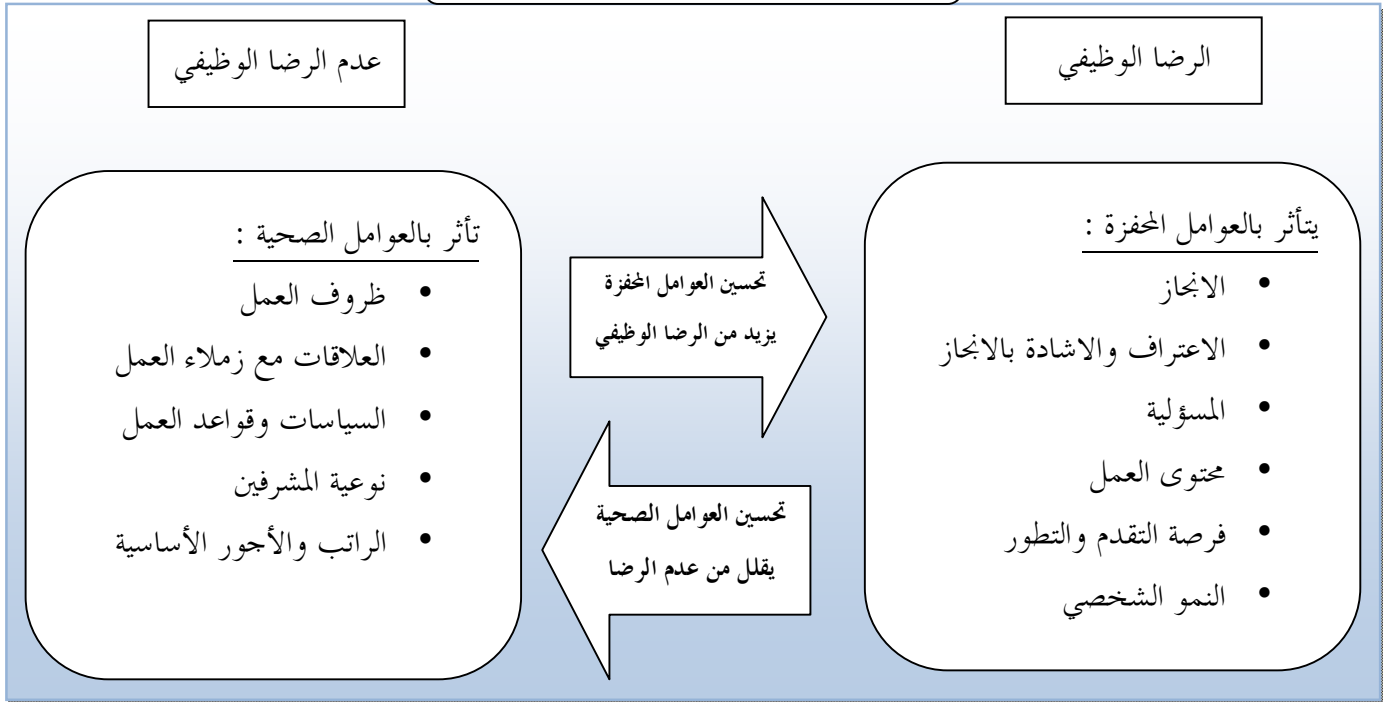 الرضا الوظيفي
عدم الرضا الوظيفي
يتأثر بالعوامل المحفزة :
• الانجاز
• الاعتراف والاشادة بالانجاز
• المسؤلية
• محتوى العمل
• فرصة التقدم والتطور
• النمو الشخصي
تحسين العوامل المحفزة
يزيد من الرضا الوظيفي
تحسين العوامل الصحية
يقلل من عدم الرضا
تأثر بالعوامل الصحية :
• ظروف العمل
• العلاقات مع زملاء العمل
• السياسات وقواعد العمل
• نوعية المشرفين
• الراتب والأجور الأساسية